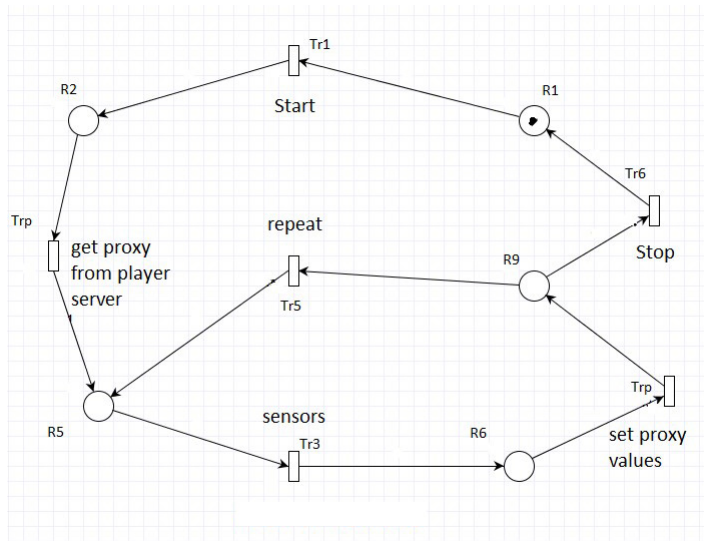 Tr1
R2
R1
Start
Tr6
Trp
repeat
get proxy
from player
server
R9
Stop
Tr5
Trp
sensors
R5
R6
Tr3
set proxy
values